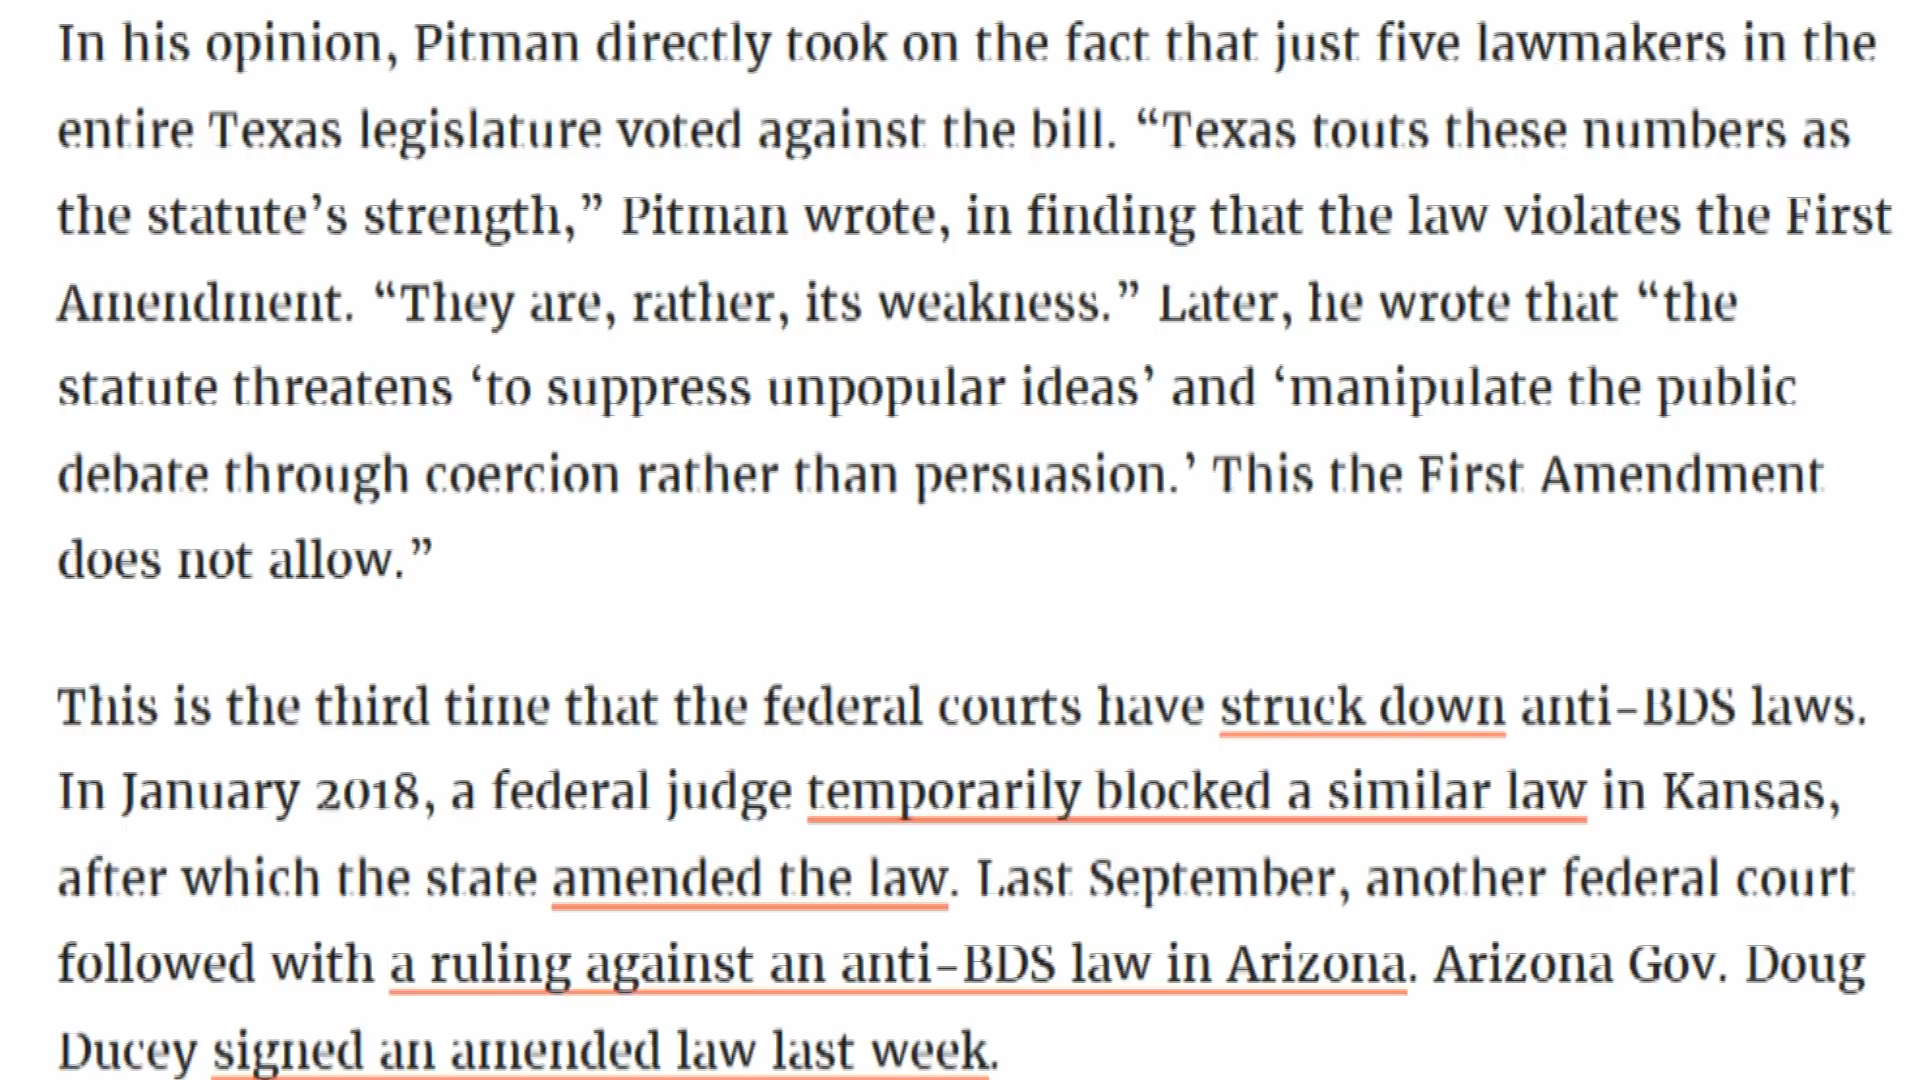 In his opinion, Pitman directly took on the fact that just five lawmakers in the
entire Texas legislature voted against the bill. “Texas touts these numbers as
the statute’s strength,” Pitman wrote, in finding that the law violates the First
Amendment. “They are, rather, its weakness.” Later, he wrote that “the
statute threatens ‘to suppress unpopular ideas’ and ‘manipulate the public
debate through coercion rather than persuasion.’ This the First Amendment
does not allow.”
This is the third time that the federal courts have struck down anti-BDS laws.
In January 2018, a federal judge temporarily blocked a similar law in Kansas,
after which the state amended the law. Last September, another federal court
followed with a ruling against an anti-BDS law in Arizona. Arizona Gov. Doug
Ducey signed an amended law last week.